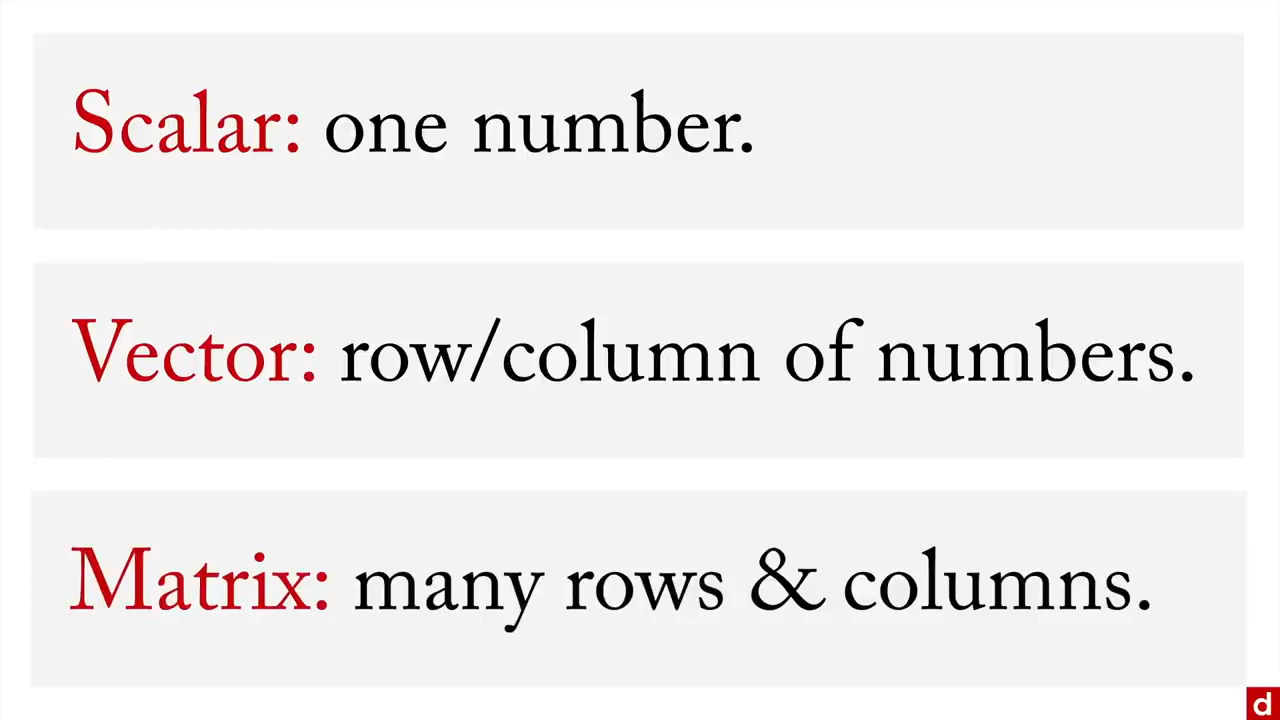 Scalar: one number.
Vector: row/column of numbers.
Matrix: many rows & columns.
d